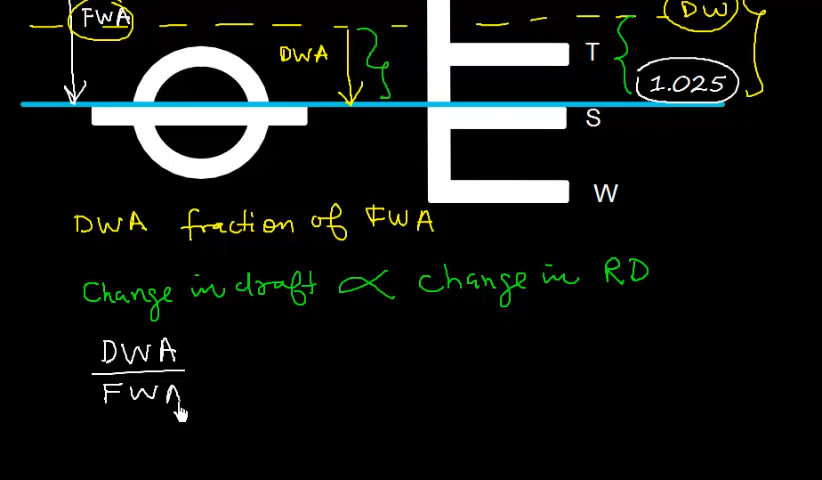 FWA
DW
DWA
T
1.025
S
W
DWA fraction of FWA
Change in draft ∝ change in RD
DWA
FWA